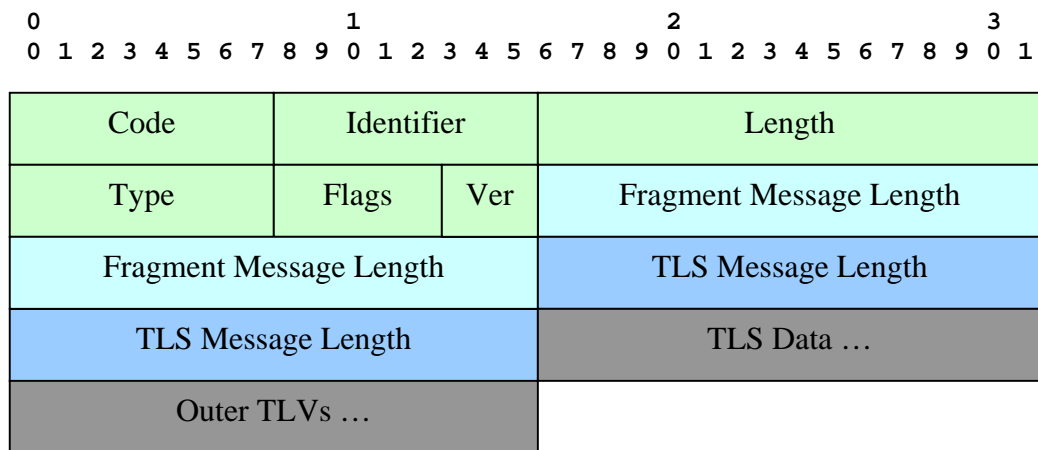 0 1 2 3
0 1 2 3 4 5 6 7 8 9 0 1 2 3 4 5 6 7 8 9 0 1 2 3 4 5 6 7 8 9 0 1
Code Identifier Length
Type Flags Ver Fragment Message Length
Fragment Message Length TLS Message Length
TLS Message Length TLS Data …
Outer TLVs …